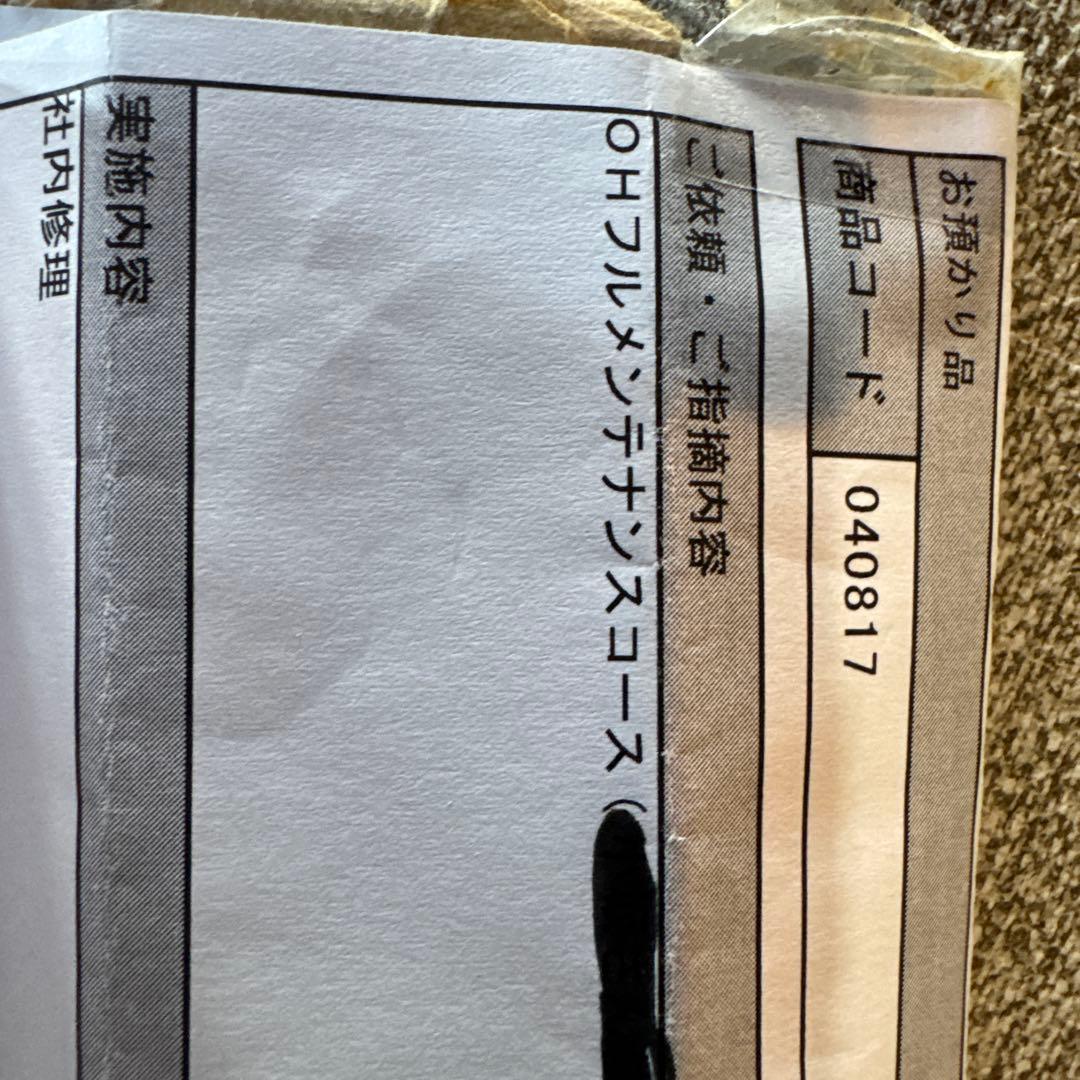 お預かり品
商品コード 040817
ご依頼・ご指摘内容
OHフルメンテナンスコース（
実施内容
社内修理